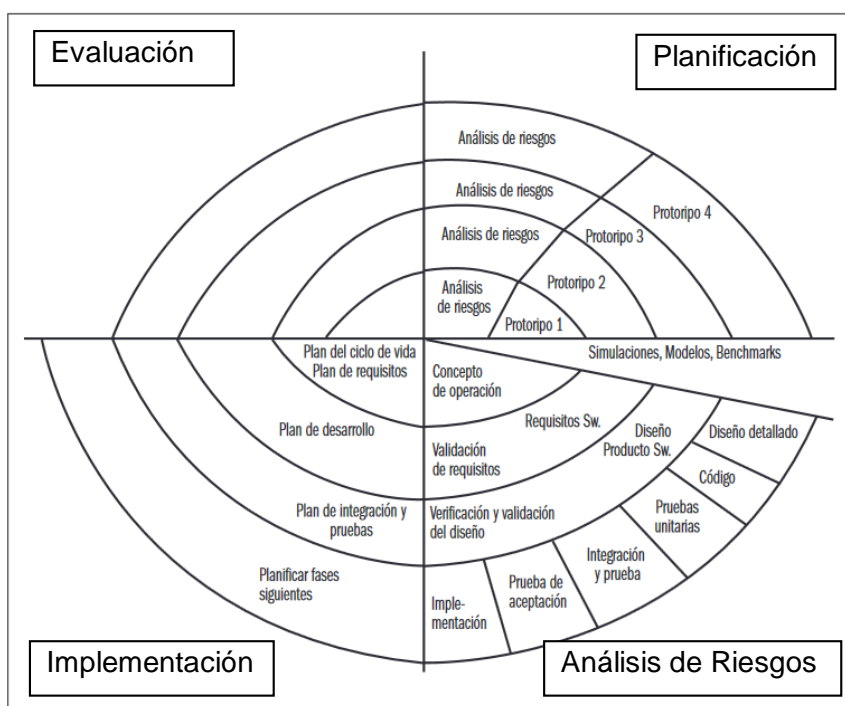 Evaluación
Planificación
Análisis de riesgos
Análisis de riesgos
Análisis de riesgos
Análisis
de riesgos
Protoripo 4
Protoripo 3
Prototipo 2
Prototipo 1
Plan del ciclo de vida
Plan de requisitos
Concepto
de operación
Simulaciones, Modelos, Benchmarks
Plan de desarrollo
Validación
de requisitos
Requisitos Sw.
Diseño
Producto Sw.
Diseño detallado
Código
Pruebas
unitarias
Plan de integración y
pruebas
Verificación y validación
del diseño
Integración
y prueba
Planificar fases
siguientes
Imple-
mentación
Prueba de
aceptación
Implementación
Análisis de Riesgos